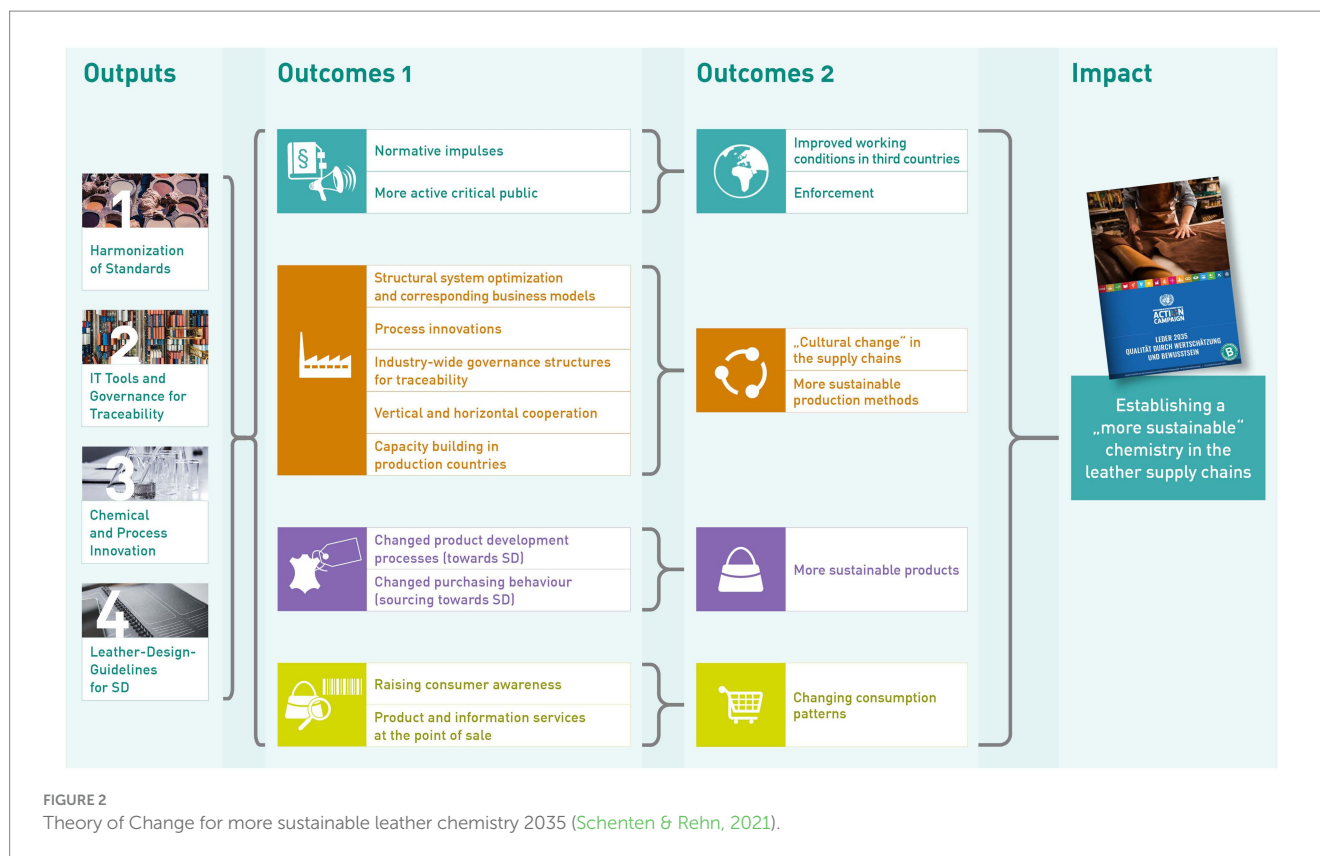 Outputs
1
Harmonization
of Standards
2
IT Tools and
Governance for
Traceability
3
Chemical
and Process
Innovation
4
Leather-Design-
Guidelines
for SD
Outcomes 1
§
Normative impulses
More active critical public
Structural system optimization
and corresponding business models
Process innovations
Industry-wide governance structures
for traceability
Vertical and horizontal cooperation
Capacity building in
production countries
Changed product development
processes (towards SD)
Changed purchasing behaviour
(sourcing towards SD)
Raising consumer awareness
Product and information services
at the point of sale
Outcomes 2
Improved working
conditions in third countries
Enforcement
„Cultural change“ in
the supply chains
More sustainable
production methods
More sustainable products
Changing consumption
patterns
Impact
ACTION
CAMPAIGN
LEDER 2035
QUALITÄT DURCH WERTSCHÄTZUNG
UND BEWUSSTSEIN
B
Establishing a
„more sustainable“
chemistry in the
leather supply chains
FIGURE 2
Theory of Change for more sustainable leather chemistry 2035 (Schenten & Rehn, 2021).